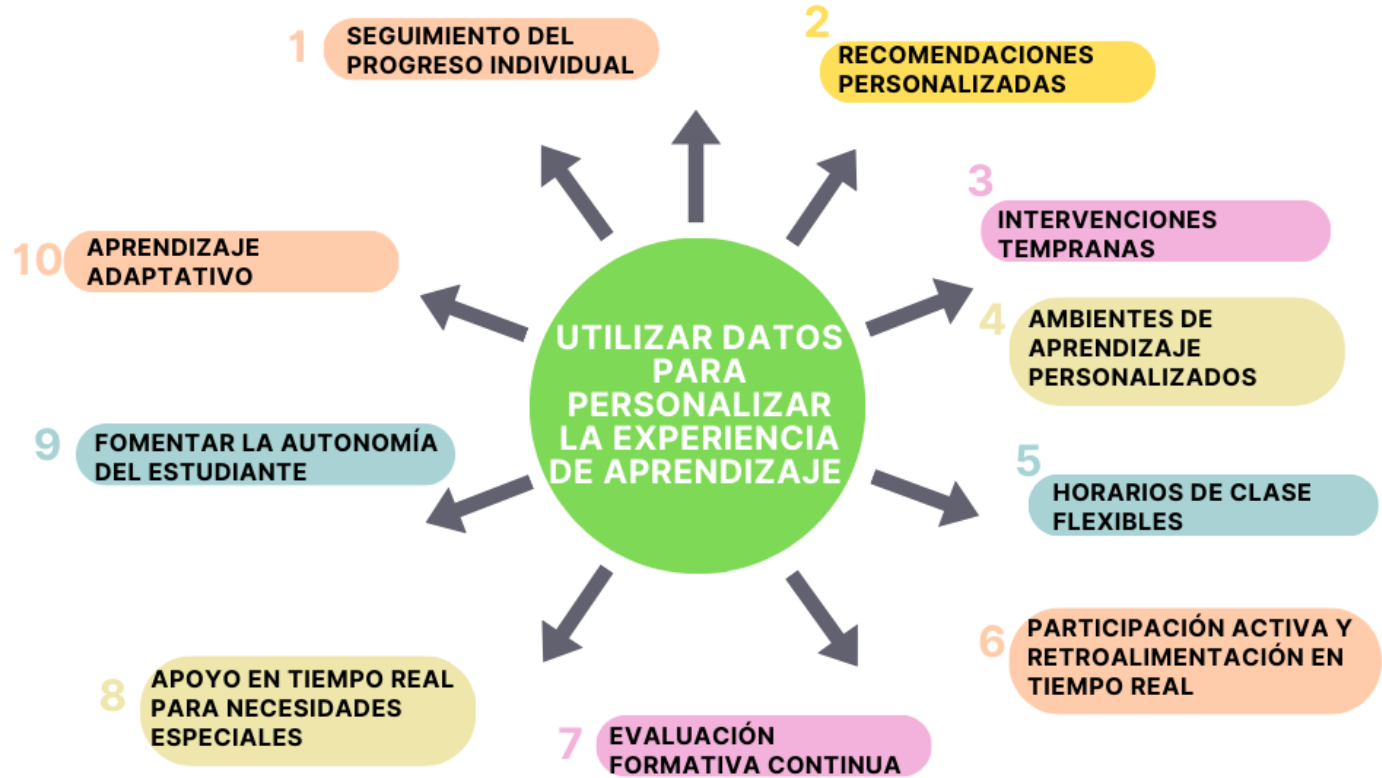 1
SEGUIMIENTO DEL
PROGRESO INDIVIDUAL
2
RECOMENDACIONES
PERSONALIZADAS
3
INTERVENCIONES
TEMPRANAS
4
AMBIENTES DE
APRENDIZAJE
PERSONALIZADOS
5
HORARIOS DE CLASE
FLEXIBLES
6
PARTICIPACIÓN ACTIVA Y
RETROALIMENTACIÓN EN
TIEMPO REAL
7
EVALUACIÓN
FORMATIVA CONTINUA
8
APOYO EN TIEMPO REAL
PARA NECESIDADES
ESPECIALES
9
FOMENTAR LA AUTONOMÍA
DEL ESTUDIANTE
10
APRENDIZAJE
ADAPTATIVO
UTILIZAR DATOS
PARA
PERSONALIZAR
LA EXPERIENCIA
DE APRENDIZAJE